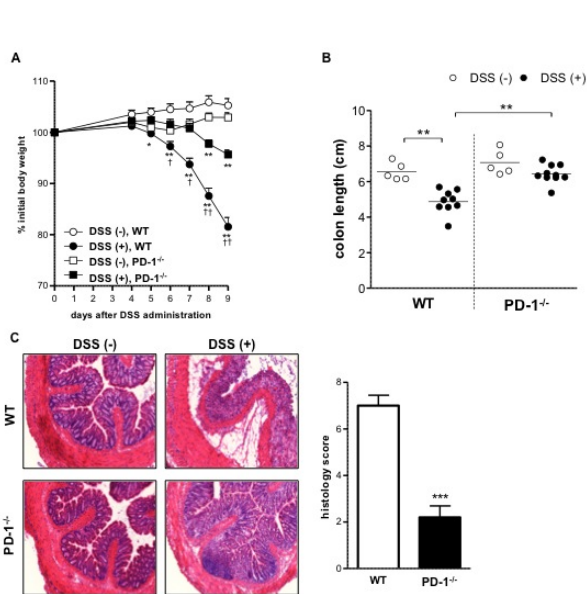 A
110
100
90
80
70
% initial body weight
*
**
†
**
†
**
**
††
**
**
††
DSS (-), WT
DSS (+), WT
DSS (-), PD-1-/-
DSS (+), PD-1-/-
0 1 2 3 4 5 6 7 8 9
days after DSS administration
B
DSS (-) DSS (+)
10
8
6
4
2
0
colon length (cm)
**
**
WT PD-1-/-
C
DSS (-) DSS (+)
WT
PD-1-/-
8
6
4
2
0
histology score
***
WT PD-1-/-